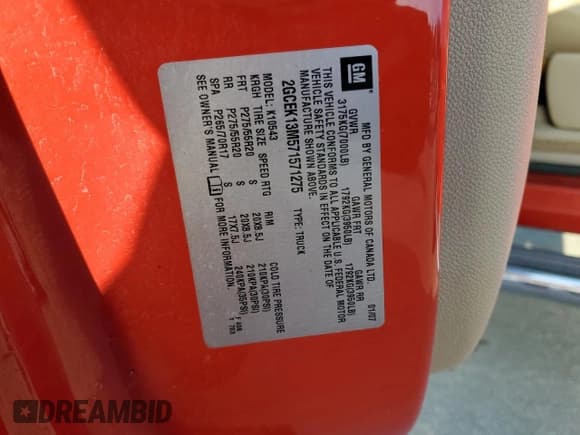 GM
MFD BY GENERAL MOTORS OF CANADA LTD. 01/07
GVWR GAWR FRT GAWR RR
3175KG(7000LB) 1792KG(3950LB) 1792KG(3950LB)
THIS VEHICLE CONFORMS TO ALL APPLICABLE U.S. FEDERAL MOTOR
VEHICLE SAFETY STANDARDS IN EFFECT ON THE DATE OF
MANUFACTURE SHOWN ABOVE.
2GCEK13M571571275 TYPE: TRUCK
MODEL: K10543
KRGH TIRE SIZE SPEED RTG RIM COLD TIRE PRESSURE
FRT P275/55R20 S 20X8.5J 210KPA(30PSI)
RR P275/55R20 S 20X8.5J 210KPA(30PSI)
SPA P265/70R17 S 17X7.5J 240KPA(35PSI)
SEE OWNER'S MANUAL FOR MORE INFORMATION.
DREAMBID